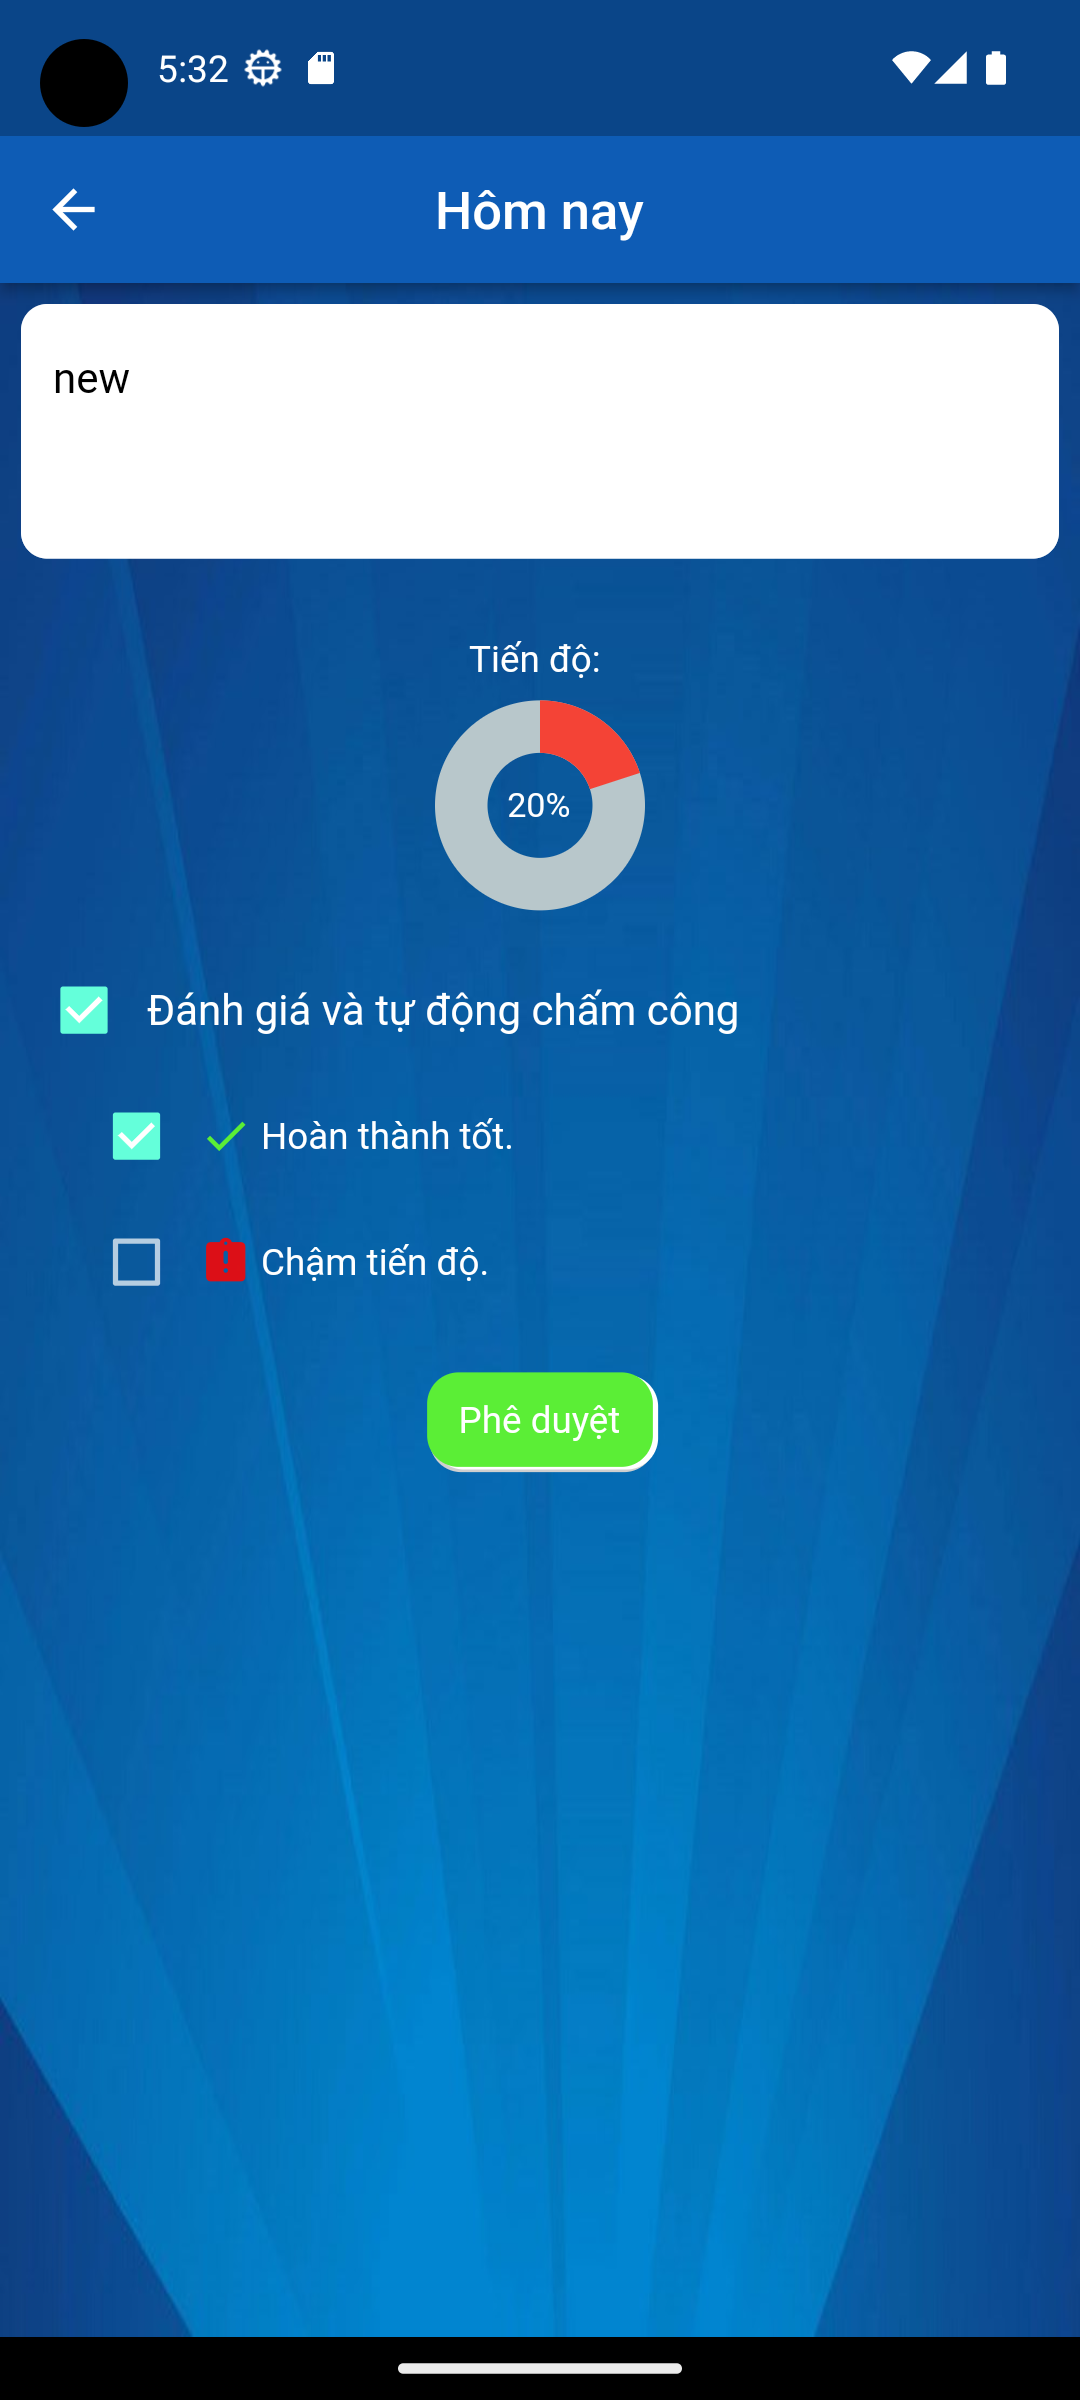 5:32
Hôm nay
new
Tiến độ:
20%
Đánh giá và tự động chấm công
Hoàn thành tốt.
Chậm tiến độ.
Phê duyệt